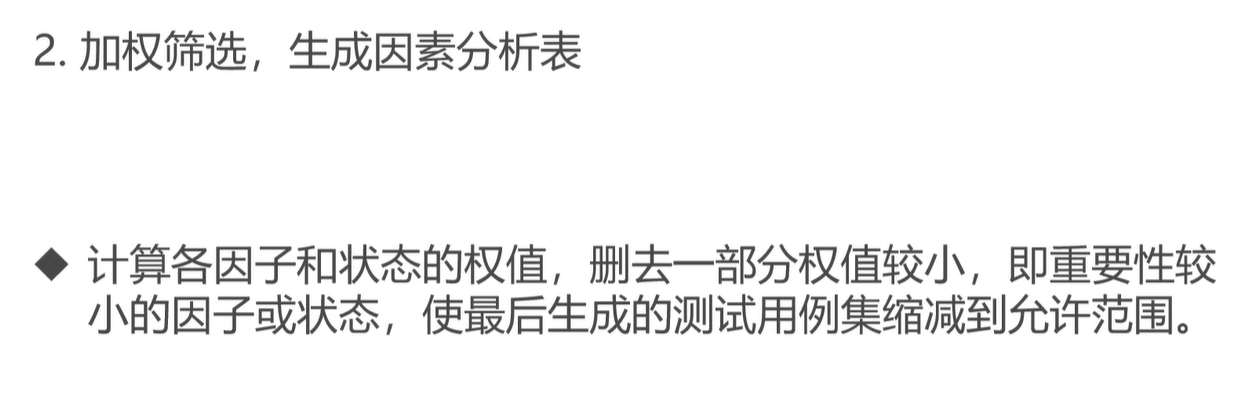 2. 加权筛选，生成因素分析表
◆ 计算各因子和状态的权值，删去一部分权值较小，即重要性较
小的因子或状态，使最后生成的测试用例集缩减到允许范围。